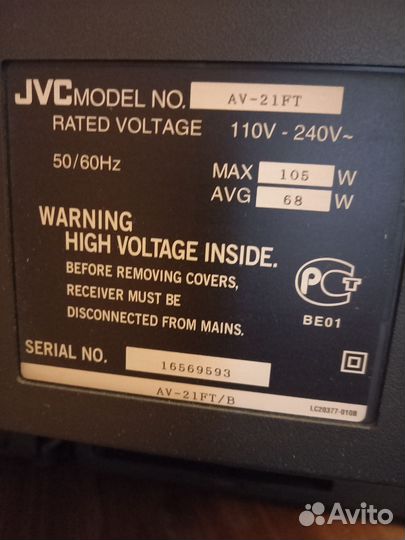 JVC MODEL NO. AV-21FT
RATED VOLTAGE 110V - 240V~
50/60Hz MAX 105 W
AVG 68 W
WARNING
HIGH VOLTAGE INSIDE.
BEFORE REMOVING COVERS,
RECEIVER MUST BE
DISCONNECTED FROM MAINS.
РСТ
BE01
SERIAL NO. 16569593
AV-21FT/B
LC20377-010B
Avito